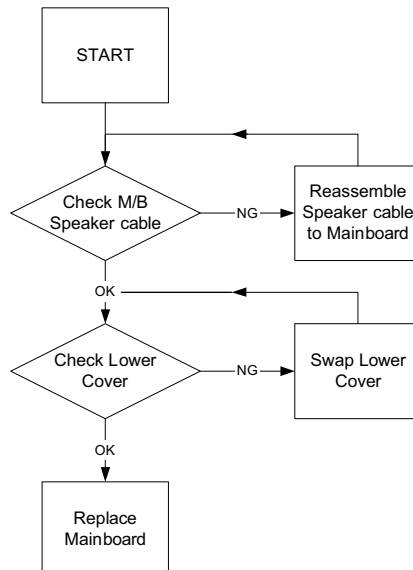 START
Check M/B
Speaker cable
NG
Reassemble
Speaker cable
to Mainboard
OK
Check Lower
Cover
NG
Swap Lower
Cover
OK
Replace
Mainboard